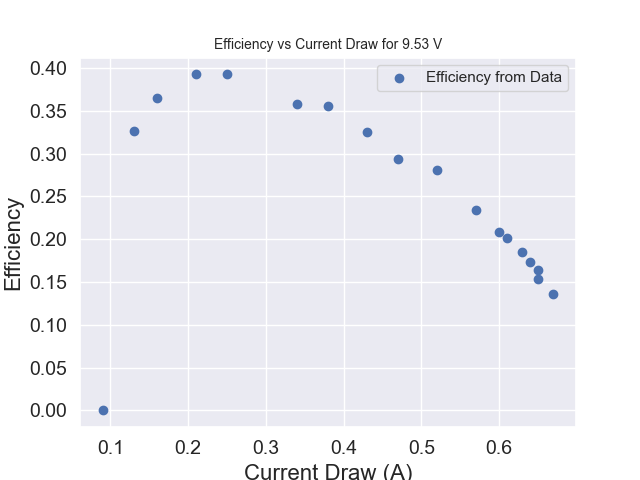 Efficiency vs Current Draw for 9.53 V
Efficiency from Data
0.40
0.35
0.30
0.25
0.20
0.15
0.10
0.05
0.00
Efficiency
0.1 0.2 0.3 0.4 0.5 0.6
Current Draw (A)